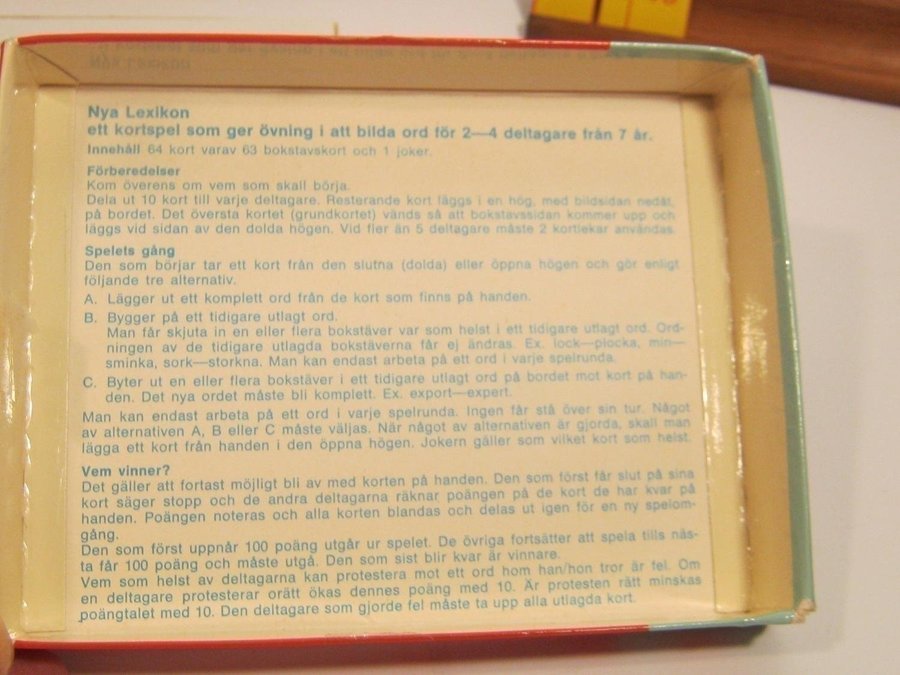 Nya Lexikon
ett kortspel som ger övning i att bilda ord för 2—4 deltagare från 7 år.
Innehåll 64 kort varav 63 bokstavskort och 1 joker.
Förberedelser
Kom överens om vem som skall börja.
Dela ut 10 kort till varje deltagare. Resterande kort läggs i en hög, med bildsidan nedåt,
på bordet. Det översta kortet (grundkortet) vänds så att bokstavssidan kommer upp och
läggs vid sidan av den dolda högen. Vid fler än 5 deltagare måste 2 kortlekar användas.
Spelets gång
Den som börjar tar ett kort från den slutna (dolda) eller öppna högen och gör enligt
följande tre alternativ.
A. Lägger ut ett komplett ord från de kort som finns på handen.
B. Bygger på ett tidigare utlagt ord.
Man får skjuta in en eller flera bokstäver var som helst i ett tidigare utlagt ord. Ord-
ningen av de tidigare utlagda bokstäverna får ej ändras. Ex. lock—plocka, min—
sminka, sork—storkna. Man kan endast arbeta på ett ord i varje spelrunda.
C. Byter ut en eller flera bokstäver i ett tidigare utlagt ord på bordet mot kort på han-
den. Det nya ordet måste bli komplett. Ex. export—expert.
Man kan endast arbeta på ett ord i varje spelrunda. Ingen får stå över sin tur. Något
av alternativen A, B eller C måste väljas. När något av alternativen är gjorda, skall man
lägga ett kort från handen i den öppna högen. Jokern gäller som vilket kort som helst.
Vem vinner?
Det gäller att fortast möjligt bli av med korten på handen. Den som först får slut på sina
kort säger stopp och de andra deltagarna räknar poängen på de kort de har kvar på
handen. Poängen noteras och alla korten blandas och delas ut igen för en ny spelom-
gång.
Den som först uppnår 100 poäng utgår ur spelet. De övriga fortsätter att spela tills näs-
ta får 100 poäng och måste utgå. Den som sist blir kvar är vinnare.
Vem som helst av deltagarna kan protestera mot ett ord hom han/hon tror är fel. Om
en deltagare protesterar orätt ökas dennes poäng med 10. Är protesten rätt minskas
poängtalet med 10. Den deltagare som gjorde fel måste ta upp alla utlagda kort.